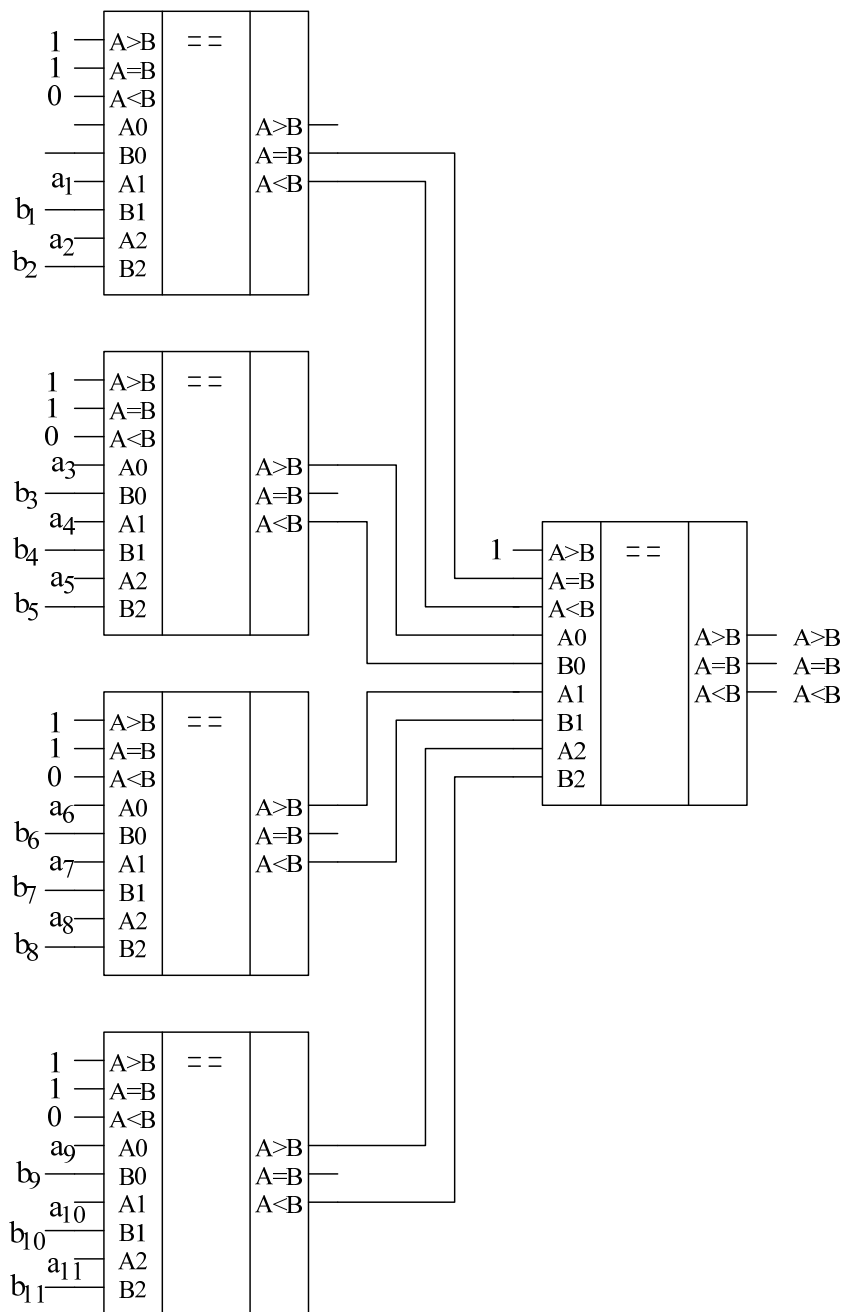 1 A>B ==
1 A=B
0 A<B
A0 A>B
B0 A=B
a1 A1 A<B
b1 B1
a2 A2
b2 B2
1 A>B ==
1 A=B
0 A<B
a3 A0 A>B
b3 B0 A=B
a4 A1 A<B
b4 B1
a5 A2
b5 B2
1 A>B ==
A=B
A<B
A0 A>B A>B
B0 A=B A=B
A1 A<B A<B
B1
A2
B2
1 A>B ==
1 A=B
0 A<B
a6 A0 A>B
b6 B0 A=B
a7 A1 A<B
b7 B1
a8 A2
b8 B2
1 A>B ==
1 A=B
0 A<B
a9 A0 A>B
b9 B0 A=B
a10 A1 A<B
b10 B1
a11 A2
b11 B2